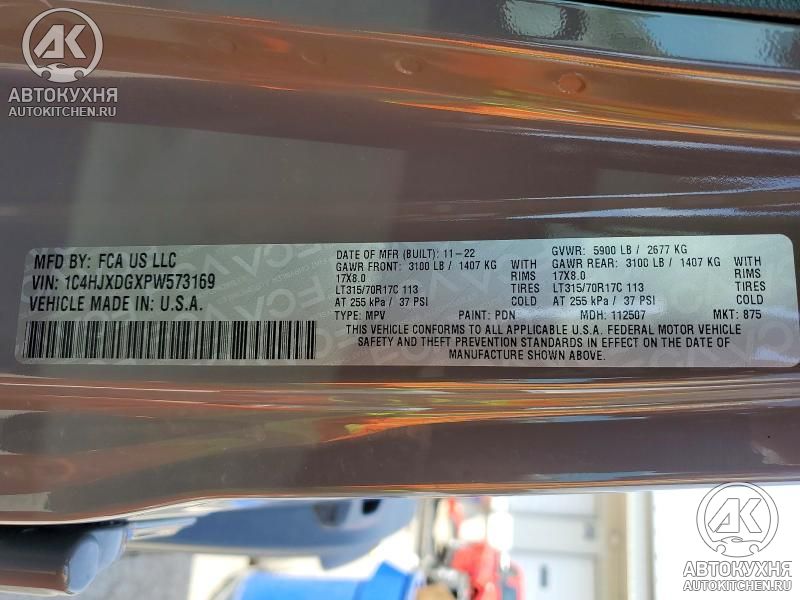 AK
АВТОКУХНЯ
AUTOKITCHEN.RU
MFD BY: FCA US LLC
VIN: 1C4HJXDGXPW573169
VEHICLE MADE IN: U.S.A.
DATE OF MFR (BUILT): 11-22
GAWR FRONT: 3100 LB / 1407 KG WITH
17X8.0 RIMS
LT315/70R17C 113 TIRES
AT 255 kPa / 37 PSI COLD
TYPE: MPV PAINT: PDN
GVWR: 5900 LB / 2677 KG
GAWR REAR: 3100 LB / 1407 KG WITH
17X8.0 RIMS
LT315/70R17C 113 TIRES
AT 255 kPa / 37 PSI COLD
MDH: 112507 MKT: 875
THIS VEHICLE CONFORMS TO ALL APPLICABLE U.S.A. FEDERAL MOTOR VEHICLE
SAFETY AND THEFT PREVENTION STANDARDS IN EFFECT ON THE DATE OF
MANUFACTURE SHOWN ABOVE.
AK
АВТОКУХНЯ
AUTOKITCHEN.RU